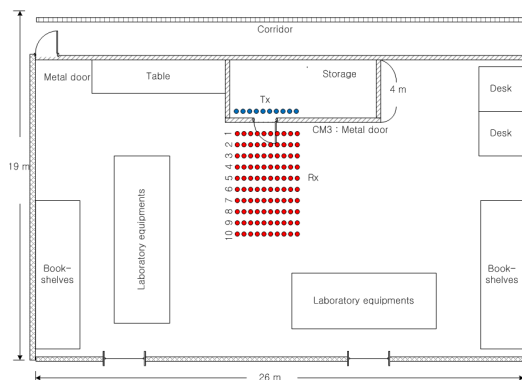 Corridor
Metal door
Table
Storage
4 m
Desk
Tx
CM3 : Metal door
Desk
1
2
3
4
5
6
7
8
9
10
Rx
19 m
Laboratory equipments
Book-
shelves
Laboratory equipments
Book-
shelves
26 m